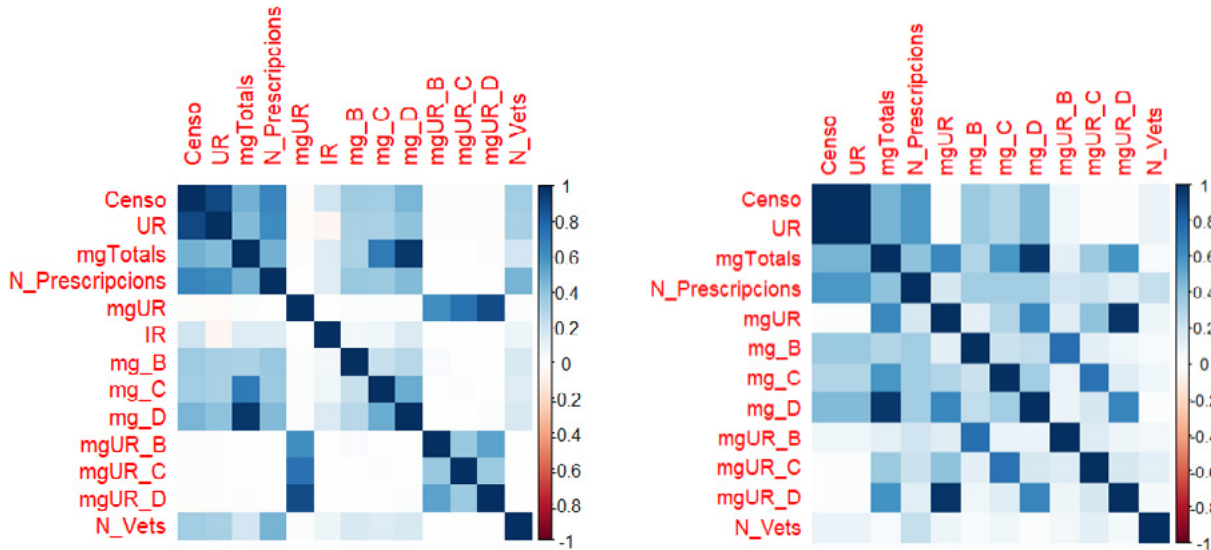 Censo
UR
mgTotals
N_Prescripcions
mgUR
IR
mg_B
mg_C
mg_D
mgUR_B
mgUR_C
mgUR_D
N_Vets
Censo
UR
mgTotals
N_Prescripcions
mgUR
IR
mg_B
mg_C
mg_D
mgUR_B
mgUR_C
mgUR_D
N_Vets
1
0.8
0.6
0.4
0.2
0
-0.2
-0.4
-0.6
-0.8
-1
Censo
UR
mgTotals
N_Prescripcions
mgUR
mg_B
mg_C
mg_D
mgUR_B
mgUR_C
mgUR_D
N_Vets
Censo
UR
mgTotals
N_Prescripcions
mgUR
mg_B
mg_C
mg_D
mgUR_B
mgUR_C
mgUR_D
N_Vets
1
0.8
0.6
0.4
0.2
0
-0.2
-0.4
-0.6
-0.8
-1